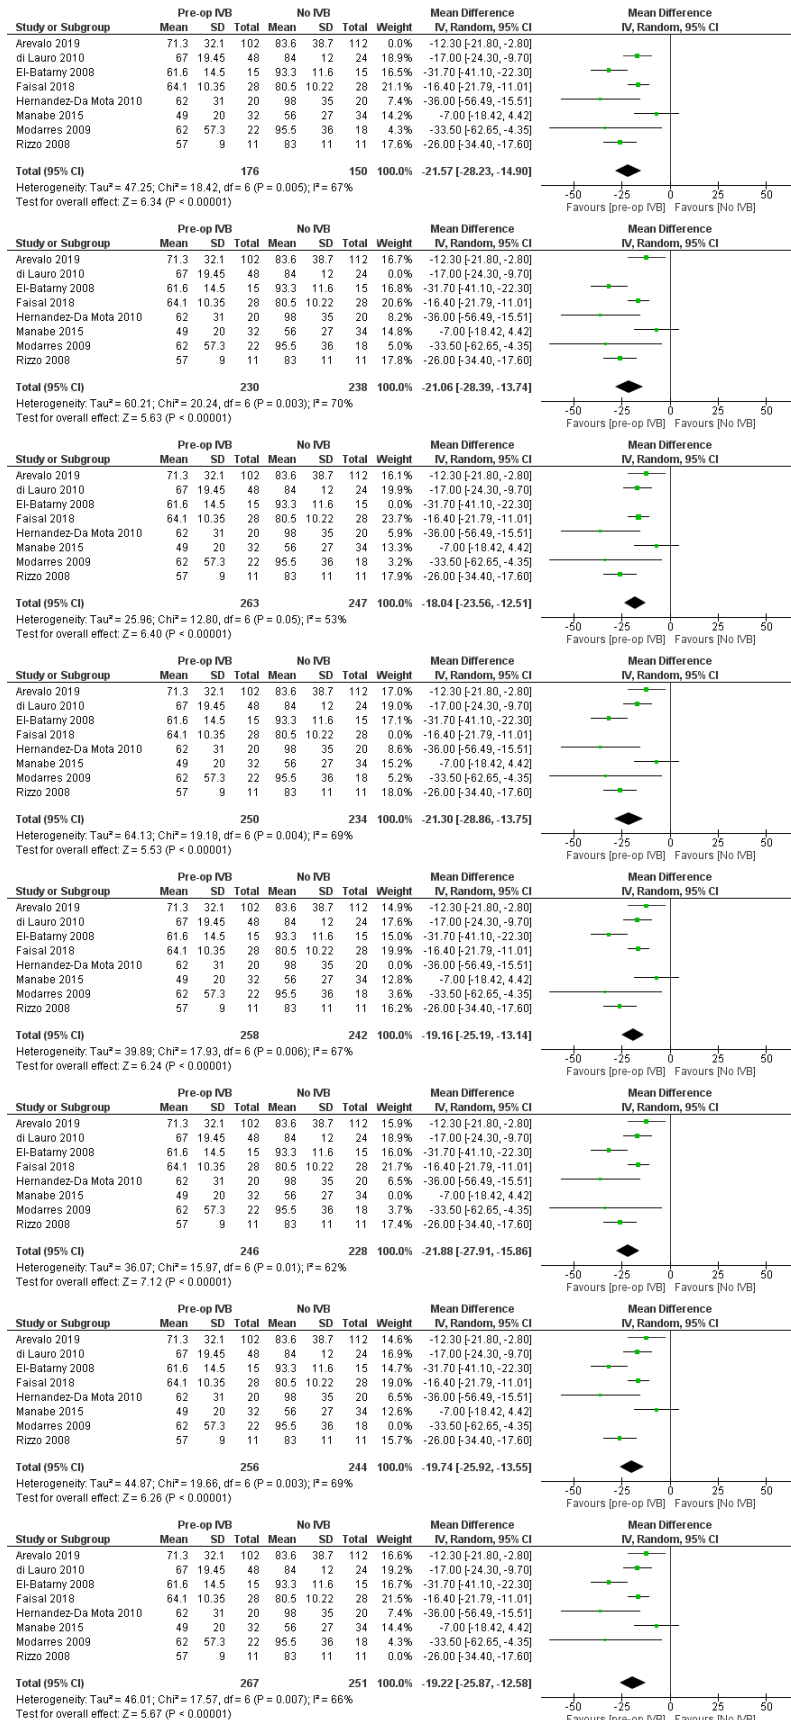 Pre-op IVB No IVB Mean Difference Mean Difference
Study or Subgroup Mean SD Total Mean SD Total Weight IV, Random, 95% CI IV, Random, 95% CI
Arevalo 2019 71.3 32.1 102 83.6 38.7 112 0.0% -12.30 [-21.80, -2.80]
di Lauro 2010 67 19.45 48 84 12 24 18.9% -17.00 [-24.30, -9.70]
El-Batarny 2008 61.6 14.5 15 93.3 11.6 15 16.5% -31.70 [-41.10, -22.30]
Faisal 2018 64.1 10.35 28 80.5 10.22 28 21.1% -16.40 [-21.79, -11.01]
Hernandez-Da Mota 2010 62 31 20 98 35 20 7.4% -36.00 [-56.49, -15.51]
Manabe 2015 49 20 32 56 27 34 14.2% -7.00 [-18.42, 4.42]
Modarres 2009 62 57.3 22 95.5 36 18 4.3% -33.50 [-62.65, -4.35]
Rizzo 2008 57 9 11 83 11 11 17.6% -26.00 [-34.40, -17.60]
Total (95% CI) 176 150 100.0% -21.57 [-28.23, -14.90]
Heterogeneity: Tau² = 47.25; Chi² = 18.42, df = 6 (P = 0.005); I² = 67%
Test for overall effect: Z = 6.34 (P < 0.00001)
-50 -25 0 25 50
Favours [pre-op IVB] Favours [No IVB]
Pre-op IVB No IVB Mean Difference Mean Difference
Study or Subgroup Mean SD Total Mean SD Total Weight IV, Random, 95% CI IV, Random, 95% CI
Arevalo 2019 71.3 32.1 102 83.6 38.7 112 16.7% -12.30 [-21.80, -2.80]
di Lauro 2010 67 19.45 48 84 12 24 0.0% -17.00 [-24.30, -9.70]
El-Batarny 2008 61.6 14.5 15 93.3 11.6 15 16.8% -31.70 [-41.10, -22.30]
Faisal 2018 64.1 10.35 28 80.5 10.22 28 20.6% -16.40 [-21.79, -11.01]
Hernandez-Da Mota 2010 62 31 20 98 35 20 8.2% -36.00 [-56.49, -15.51]
Manabe 2015 49 20 32 56 27 34 14.8% -7.00 [-18.42, 4.42]
Modarres 2009 62 57.3 22 95.5 36 18 5.0% -33.50 [-62.65, -4.35]
Rizzo 2008 57 9 11 83 11 11 17.8% -26.00 [-34.40, -17.60]
Total (95% CI) 230 238 100.0% -21.06 [-28.39, -13.74]
Heterogeneity: Tau² = 60.21; Chi² = 20.24, df = 6 (P = 0.003); I² = 70%
Test for overall effect: Z = 5.63 (P < 0.00001)
-50 -25 0 25 50
Favours [pre-op IVB] Favours [No IVB]
Pre-op IVB No IVB Mean Difference Mean Difference
Study or Subgroup Mean SD Total Mean SD Total Weight IV, Random, 95% CI IV, Random, 95% CI
Arevalo 2019 71.3 32.1 102 83.6 38.7 112 16.1% -12.30 [-21.80, -2.80]
di Lauro 2010 67 19.45 48 84 12 24 19.9% -17.00 [-24.30, -9.70]
El-Batarny 2008 61.6 14.5 15 93.3 11.6 15 0.0% -31.70 [-41.10, -22.30]
Faisal 2018 64.1 10.35 28 80.5 10.22 28 23.7% -16.40 [-21.79, -11.01]
Hernandez-Da Mota 2010 62 31 20 98 35 20 5.9% -36.00 [-56.49, -15.51]
Manabe 2015 49 20 32 56 27 34 13.3% -7.00 [-18.42, 4.42]
Modarres 2009 62 57.3 22 95.5 36 18 3.2% -33.50 [-62.65, -4.35]
Rizzo 2008 57 9 11 83 11 11 17.9% -26.00 [-34.40, -17.60]
Total (95% CI) 263 247 100.0% -18.04 [-23.56, -12.51]
Heterogeneity: Tau² = 25.96; Chi² = 12.80, df = 6 (P = 0.05); I² = 53%
Test for overall effect: Z = 6.40 (P < 0.00001)
-50 -25 0 25 50
Favours [pre-op IVB] Favours [No IVB]
Pre-op IVB No IVB Mean Difference Mean Difference
Study or Subgroup Mean SD Total Mean SD Total Weight IV, Random, 95% CI IV, Random, 95% CI
Arevalo 2019 71.3 32.1 102 83.6 38.7 112 17.0% -12.30 [-21.80, -2.80]
di Lauro 2010 67 19.45 48 84 12 24 19.0% -17.00 [-24.30, -9.70]
El-Batarny 2008 61.6 14.5 15 93.3 11.6 15 17.1% -31.70 [-41.10, -22.30]
Faisal 2018 64.1 10.35 28 80.5 10.22 28 0.0% -16.40 [-21.79, -11.01]
Hernandez-Da Mota 2010 62 31 20 98 35 20 8.6% -36.00 [-56.49, -15.51]
Manabe 2015 49 20 32 56 27 34 15.2% -7.00 [-18.42, 4.42]
Modarres 2009 62 57.3 22 95.5 36 18 5.2% -33.50 [-62.65, -4.35]
Rizzo 2008 57 9 11 83 11 11 18.0% -26.00 [-34.40, -17.60]
Total (95% CI) 250 234 100.0% -21.30 [-28.86, -13.75]
Heterogeneity: Tau² = 64.13; Chi² = 19.18, df = 6 (P = 0.004); I² = 69%
Test for overall effect: Z = 5.53 (P < 0.00001)
-50 -25 0 25 50
Favours [pre-op IVB] Favours [No IVB]
Pre-op IVB No IVB Mean Difference Mean Difference
Study or Subgroup Mean SD Total Mean SD Total Weight IV, Random, 95% CI IV, Random, 95% CI
Arevalo 2019 71.3 32.1 102 83.6 38.7 112 14.9% -12.30 [-21.80, -2.80]
di Lauro 2010 67 19.45 48 84 12 24 17.6% -17.00 [-24.30, -9.70]
El-Batarny 2008 61.6 14.5 15 93.3 11.6 15 15.0% -31.70 [-41.10, -22.30]
Faisal 2018 64.1 10.35 28 80.5 10.22 28 19.9% -16.40 [-21.79, -11.01]
Hernandez-Da Mota 2010 62 31 20 98 35 20 0.0% -36.00 [-56.49, -15.51]
Manabe 2015 49 20 32 56 27 34 12.8% -7.00 [-18.42, 4.42]
Modarres 2009 62 57.3 22 95.5 36 18 3.6% -33.50 [-62.65, -4.35]
Rizzo 2008 57 9 11 83 11 11 16.2% -26.00 [-34.40, -17.60]
Total (95% CI) 258 242 100.0% -19.16 [-25.19, -13.14]
Heterogeneity: Tau² = 39.89; Chi² = 17.93, df = 6 (P = 0.006); I² = 67%
Test for overall effect: Z = 6.24 (P < 0.00001)
-50 -25 0 25 50
Favours [pre-op IVB] Favours [No IVB]
Pre-op IVB No IVB Mean Difference Mean Difference
Study or Subgroup Mean SD Total Mean SD Total Weight IV, Random, 95% CI IV, Random, 95% CI
Arevalo 2019 71.3 32.1 102 83.6 38.7 112 15.9% -12.30 [-21.80, -2.80]
di Lauro 2010 67 19.45 48 84 12 24 18.9% -17.00 [-24.30, -9.70]
El-Batarny 2008 61.6 14.5 15 93.3 11.6 15 16.0% -31.70 [-41.10, -22.30]
Faisal 2018 64.1 10.35 28 80.5 10.22 28 21.7% -16.40 [-21.79, -11.01]
Hernandez-Da Mota 2010 62 31 20 98 35 20 6.5% -36.00 [-56.49, -15.51]
Manabe 2015 49 20 32 56 27 34 0.0% -7.00 [-18.42, 4.42]
Modarres 2009 62 57.3 22 95.5 36 18 3.7% -33.50 [-62.65, -4.35]
Rizzo 2008 57 9 11 83 11 11 17.4% -26.00 [-34.40, -17.60]
Total (95% CI) 246 228 100.0% -21.88 [-27.91, -15.86]
Heterogeneity: Tau² = 36.07; Chi² = 15.97, df = 6 (P = 0.01); I² = 62%
Test for overall effect: Z = 7.12 (P < 0.00001)
-50 -25 0 25 50
Favours [pre-op IVB] Favours [No IVB]
Pre-op IVB No IVB Mean Difference Mean Difference
Study or Subgroup Mean SD Total Mean SD Total Weight IV, Random, 95% CI IV, Random, 95% CI
Arevalo 2019 71.3 32.1 102 83.6 38.7 112 14.6% -12.30 [-21.80, -2.80]
di Lauro 2010 67 19.45 48 84 12 24 16.9% -17.00 [-24.30, -9.70]
El-Batarny 2008 61.6 14.5 15 93.3 11.6 15 14.7% -31.70 [-41.10, -22.30]
Faisal 2018 64.1 10.35 28 80.5 10.22 28 19.0% -16.40 [-21.79, -11.01]
Hernandez-Da Mota 2010 62 31 20 98 35 20 6.5% -36.00 [-56.49, -15.51]
Manabe 2015 49 20 32 56 27 34 12.6% -7.00 [-18.42, 4.42]
Modarres 2009 62 57.3 22 95.5 36 18 0.0% -33.50 [-62.65, -4.35]
Rizzo 2008 57 9 11 83 11 11 15.7% -26.00 [-34.40, -17.60]
Total (95% CI) 256 244 100.0% -19.74 [-25.92, -13.55]
Heterogeneity: Tau² = 44.87; Chi² = 19.66, df = 6 (P = 0.003); I² = 69%
Test for overall effect: Z = 6.26 (P < 0.00001)
-50 -25 0 25 50
Favours [pre-op IVB] Favours [No IVB]
Pre-op IVB No IVB Mean Difference Mean Difference
Study or Subgroup Mean SD Total Mean SD Total Weight IV, Random, 95% CI IV, Random, 95% CI
Arevalo 2019 71.3 32.1 102 83.6 38.7 112 16.6% -12.30 [-21.80, -2.80]
di Lauro 2010 67 19.45 48 84 12 24 19.2% -17.00 [-24.30, -9.70]
El-Batarny 2008 61.6 14.5 15 93.3 11.6 15 16.7% -31.70 [-41.10, -22.30]
Faisal 2018 64.1 10.35 28 80.5 10.22 28 21.5% -16.40 [-21.79, -11.01]
Hernandez-Da Mota 2010 62 31 20 98 35 20 7.4% -36.00 [-56.49, -15.51]
Manabe 2015 49 20 32 56 27 34 14.4% -7.00 [-18.42, 4.42]
Modarres 2009 62 57.3 22 95.5 36 18 4.3% -33.50 [-62.65, -4.35]
Rizzo 2008 57 9 11 83 11 11 0.0% -26.00 [-34.40, -17.60]
Total (95% CI) 267 251 100.0% -19.22 [-25.87, -12.58]
Heterogeneity: Tau² = 46.01; Chi² = 17.57, df = 6 (P = 0.007); I² = 66%
Test for overall effect: Z = 5.67 (P < 0.00001)
-50 -25 0 25 50
Favours [pre-op IVB] Favours [No IVB]